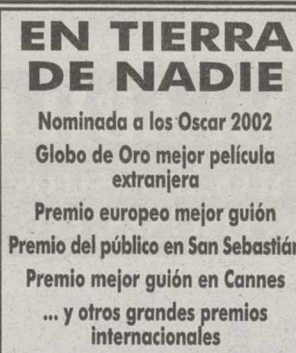 EN TIERRA
DE NADIE
Nominada a los Oscar 2002
Globo de Oro mejor película
extranjera
Premio europeo mejor guión
Premio del público en San Sebastián
Premio mejor guión en Cannes
... y otros grandes premios
internacionales